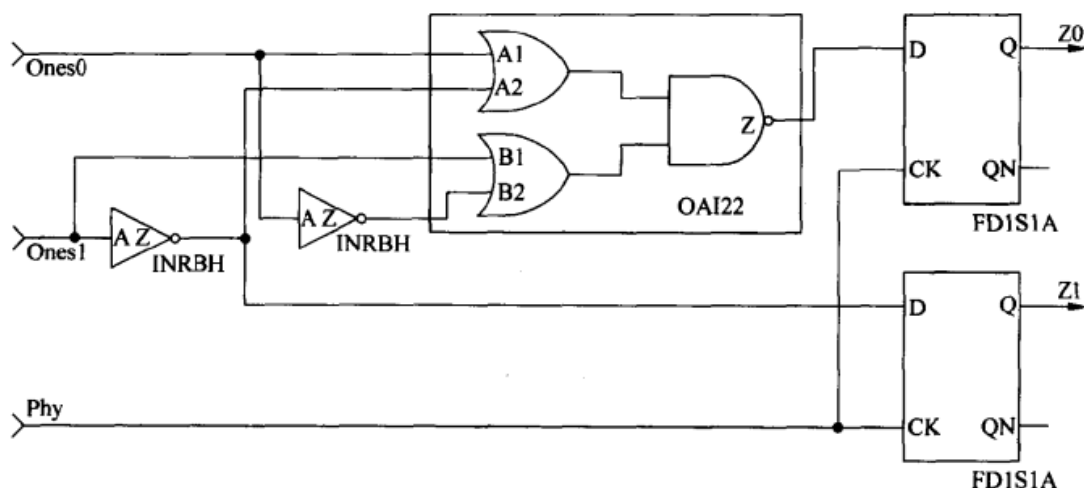 Ones0
A1
A2
Z
B1
B2
OAI22
D
Q
Z0
CK
QN
FD1S1A
Ones1
A Z
INRBH
A Z
INRBH
D
Q
Z1
Phy
CK
QN
FD1S1A